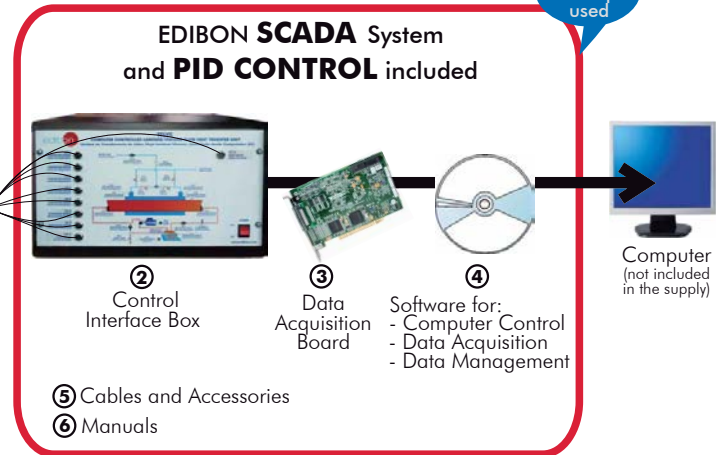 used
EDIBON SCADA System
and PID CONTROL included
2
Control
Interface Box
3
Data
Acquisition
Board
4
Software for:
- Computer Control
- Data Acquisition
- Data Management
Computer
(not included
in the supply)
5 Cables and Accessories
6 Manuals